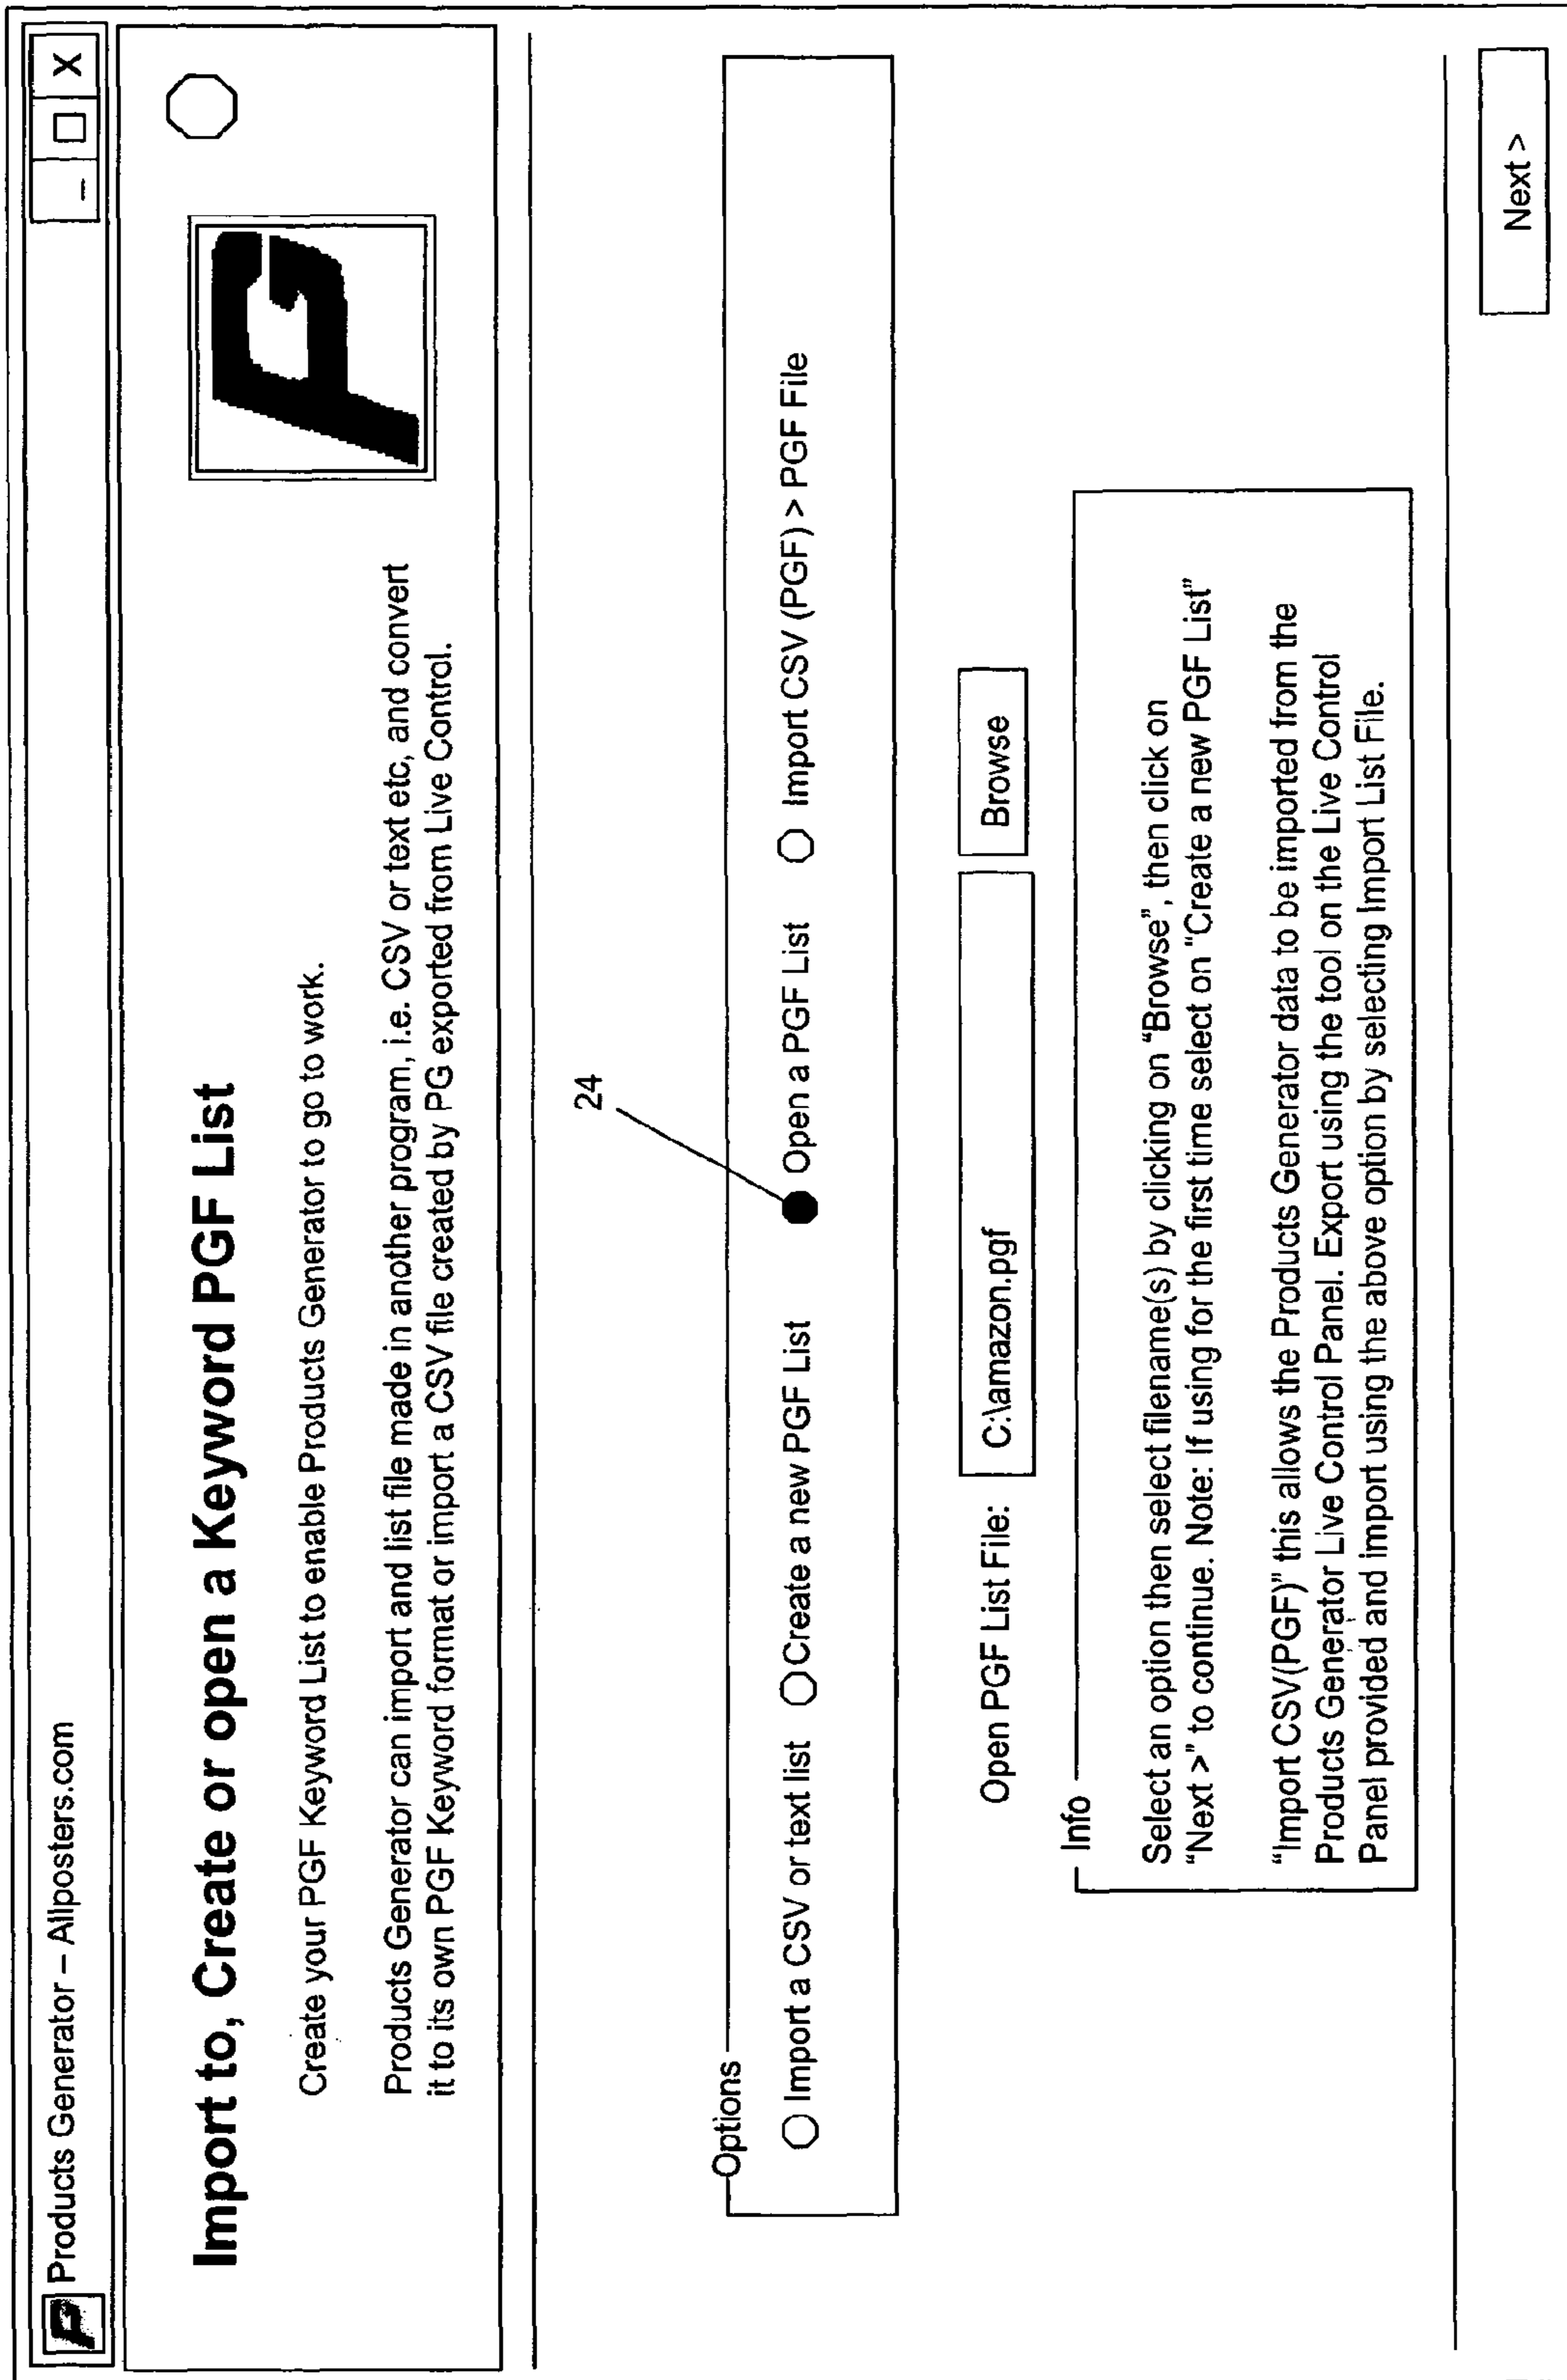 Products Generator – Allposters.com
– □ X
Import to, Create or open a Keyword PGF List
PG
Create your PGF Keyword List to enable Products Generator to go to work.
Products Generator can import and list file made in another program, i.e. CSV or text etc, and convert
it to its own PGF Keyword format or import a CSV file created by PG exported from Live Control.
24
Options
Import a CSV or text list Create a new PGF List Open a PGF List Import CSV (PGF) > PGF File
Open PGF List File: C:\amazon.pgf Browse
Info
Select an option then select filename(s) by clicking on "Browse", then click on
"Next >" to continue. Note: If using for the first time select on "Create a new PGF List"
"Import CSV(PGF)" this allows the Products Generator data to be imported from the
Products Generator Live Control Panel. Export using the tool on the Live Control
Panel provided and import using the above option by selecting Import List File.
Next >